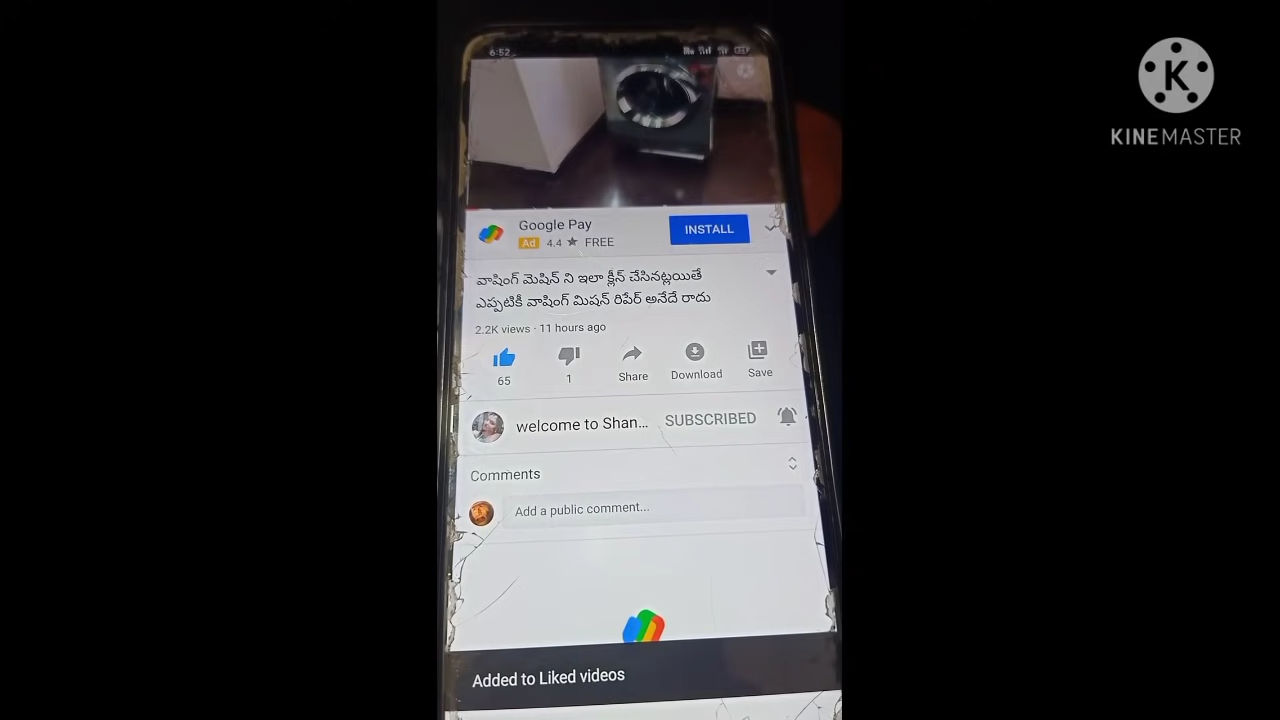 6:52
Google Pay
INSTALL
Ad 4.4 ★ FREE
వాషింగ్ మెషిన్ ని ఇలా క్లీన్ చేసినట్లయితే
ఎప్పటికీ వాషింగ్ మిషన్ రిపేర్ అనేదే రాదు
2.2K views · 11 hours ago
65
1
Share
Download
Save
welcome to Shan...
SUBSCRIBED
Comments
Add a public comment...
Added to Liked videos
K
KINEMASTER